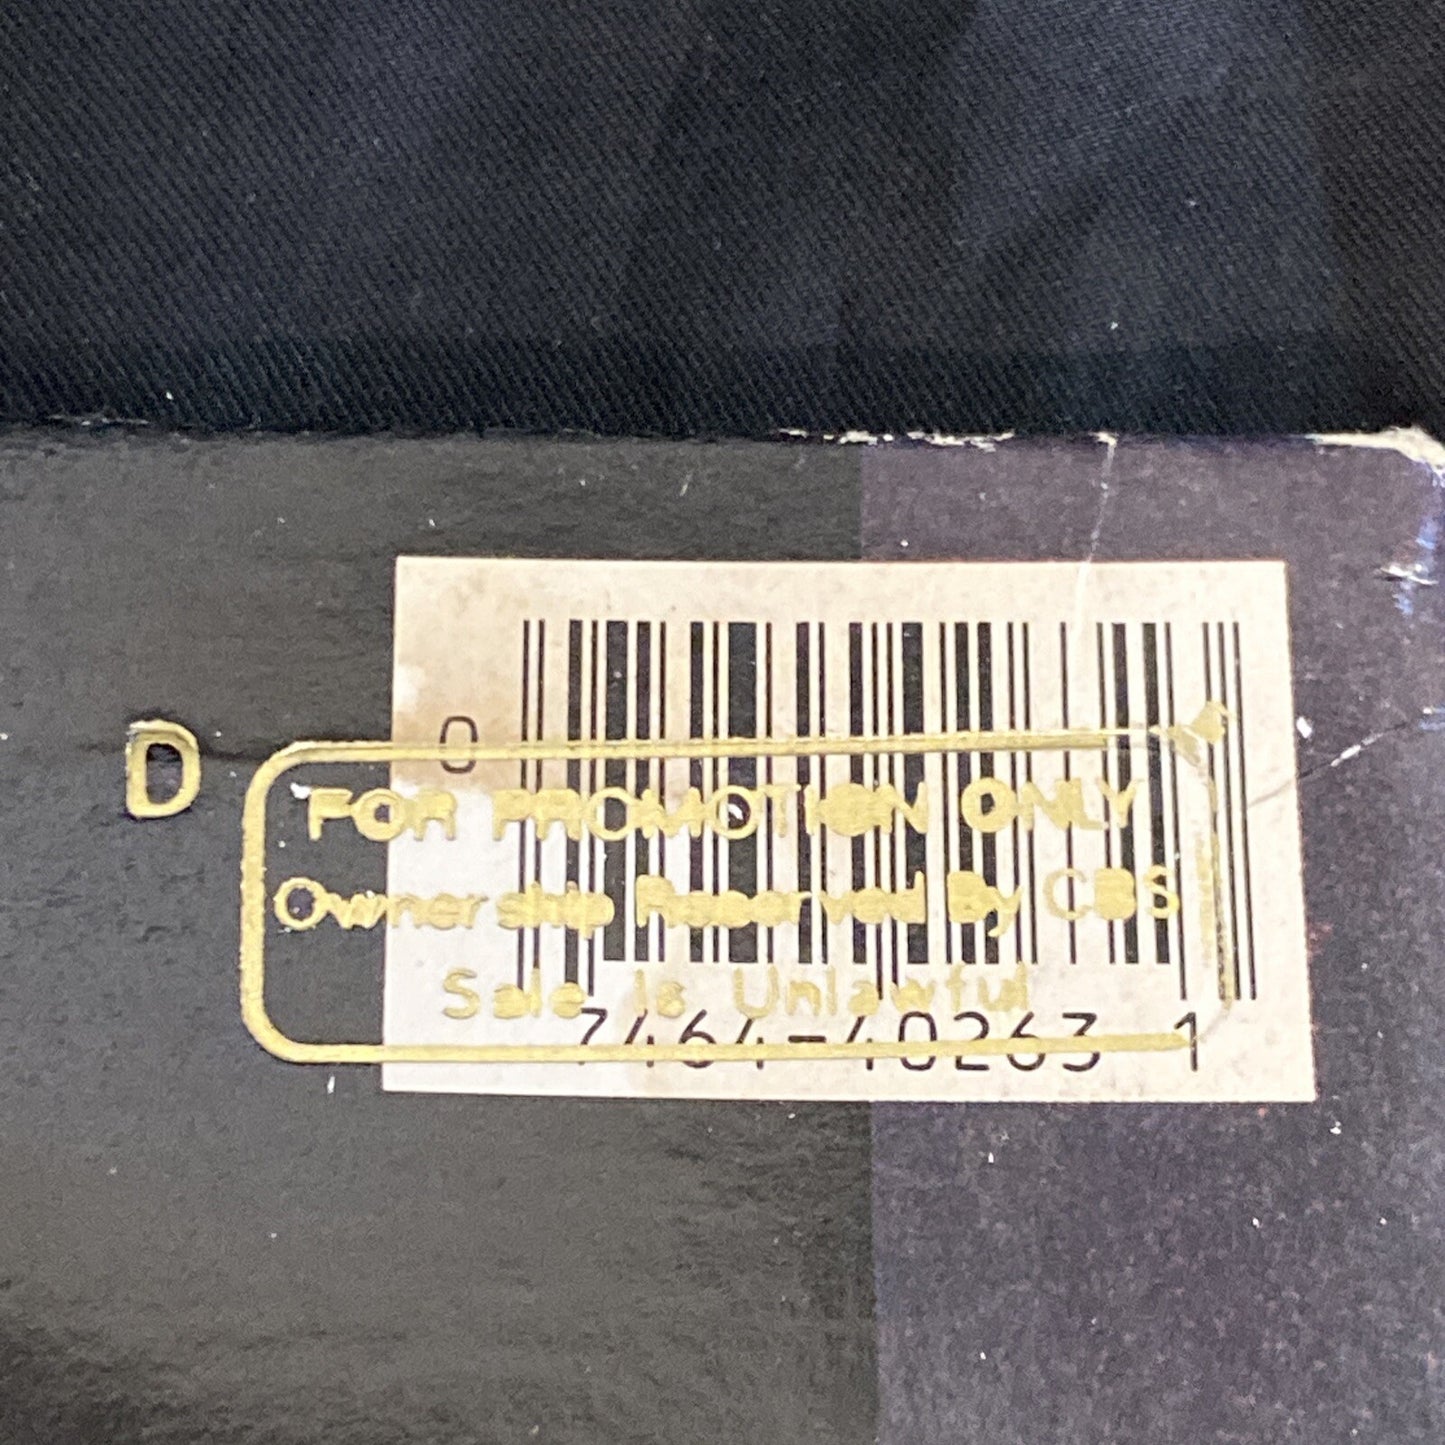 D
0
FOR PROMOTION ONLY
Ownership Reserved By CBS
Sale Is Unlawful
7464-40263 1